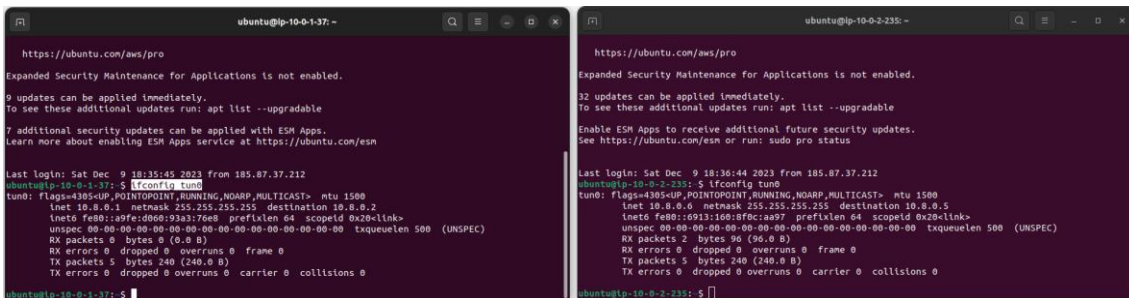 ubuntu@ip-10-0-1-37: ~
https://ubuntu.com/aws/pro
Expanded Security Maintenance for Applications is not enabled.
9 updates can be applied immediately.
To see these additional updates run: apt list --upgradable
7 additional security updates can be applied with ESM Apps.
Learn more about enabling ESM Apps service at https://ubuntu.com/esm
Last login: Sat Dec  9 18:35:45 2023 from 185.87.37.212
ubuntu@ip-10-0-1-37:~$ ifconfig tun0
tun0: flags=4305<UP,POINTOPOINT,RUNNING,NOARP,MULTICAST>  mtu 1500
inet 10.8.0.1  netmask 255.255.255.255  destination 10.8.0.2
inet6 fe80::a9fe:d060:93a3:76e8  prefixlen 64  scopeid 0x20<link>
unspec 00-00-00-00-00-00-00-00-00-00-00-00-00-00-00-00  txqueuelen 500  (UNSPEC)
RX packets 0  bytes 0 (0.0 B)
RX errors 0  dropped 0  overruns 0  frame 0
TX packets 5  bytes 240 (240.0 B)
TX errors 0  dropped 0 overruns 0  carrier 0  collisions 0
ubuntu@ip-10-0-1-37:~$
ubuntu@ip-10-0-2-235: ~
https://ubuntu.com/aws/pro
Expanded Security Maintenance for Applications is not enabled.
32 updates can be applied immediately.
To see these additional updates run: apt list --upgradable
Enable ESM Apps to receive additional future security updates.
See https://ubuntu.com/esm or run: sudo pro status
Last login: Sat Dec  9 18:36:44 2023 from 185.87.37.212
ubuntu@ip-10-0-2-235:~$ ifconfig tun0
tun0: flags=4305<UP,POINTOPOINT,RUNNING,NOARP,MULTICAST>  mtu 1500
inet 10.8.0.6  netmask 255.255.255.255  destination 10.8.0.5
inet6 fe80::6913:160:8f0c:aa97  prefixlen 64  scopeid 0x20<link>
unspec 00-00-00-00-00-00-00-00-00-00-00-00-00-00-00-00  txqueuelen 500  (UNSPEC)
RX packets 2  bytes 96 (96.0 B)
RX errors 0  dropped 0  overruns 0  frame 0
TX packets 5  bytes 240 (240.0 B)
TX errors 0  dropped 0 overruns 0  carrier 0  collisions 0
ubuntu@ip-10-0-2-235:~$